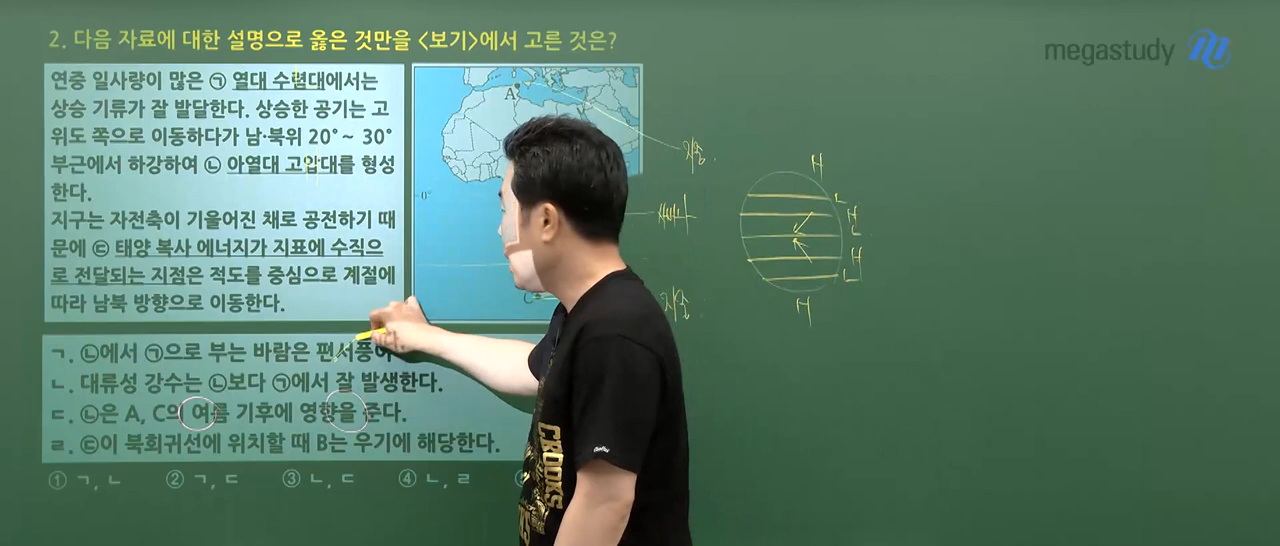 2. 다음 자료에 대한 설명으로 옳은 것만을 <보기>에서 고른 것은?
megastudy
연중 일사량이 많은 ㉠ 열대 수렴대에서는
상승 기류가 잘 발달한다. 상승한 공기는 고
위도 쪽으로 이동하다가 남·북위 20°~ 30°
부근에서 하강하여 ㉡ 아열대 고압대를 형성
한다.
지구는 자전축이 기울어진 채로 공전하기 때
문에 ㉢ 태양 복사 에너지가 지표에 수직으
로 전달되는 지점은 적도를 중심으로 계절에
따라 남북 방향으로 이동한다.
A
0°
C
지중.
지중.
H
L
H
H
L
H
ㄱ. ㉡에서 ㉠으로 부는 바람은 편서풍이
ㄴ. 대류성 강수는 ㉡보다 ㉠에서 잘 발생한다.
ㄷ. ㉡은 A, C의 여름 기후에 영향을 준다.
ㄹ. ㉢이 북회귀선에 위치할 때 B는 우기에 해당한다.
① ㄱ, ㄴ ② ㄱ, ㄷ ③ ㄴ, ㄷ ④ ㄴ, ㄹ
CROOKS